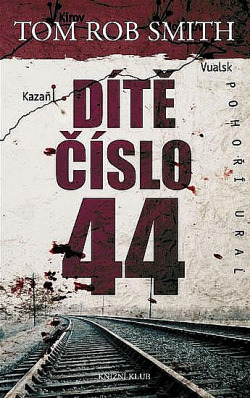 TOM ROB SMITH
Kirov
Vualsk
Kazaň
POHOŘÍ URAL
DÍTĚ
ČÍSLO
44
KNIŽNÍ KLUB